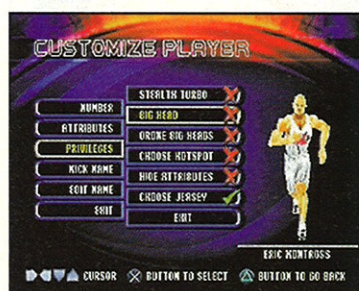 CUSTOMIZE PLAYER
NUMBER
ATTRIBUTES
PRIVILEGES
NICK NAME
EDIT NAME
EXIT
STEALTH TURBO
BIG HEAD
DRONE BIG HEADS
CHOOSE HOTSPOT
HIDE ATTRIBUTES
CHOOSE JERSEY
EXIT
ERIC MONTROSS
CURSOR BUTTON TO SELECT BUTTON TO GO BACK